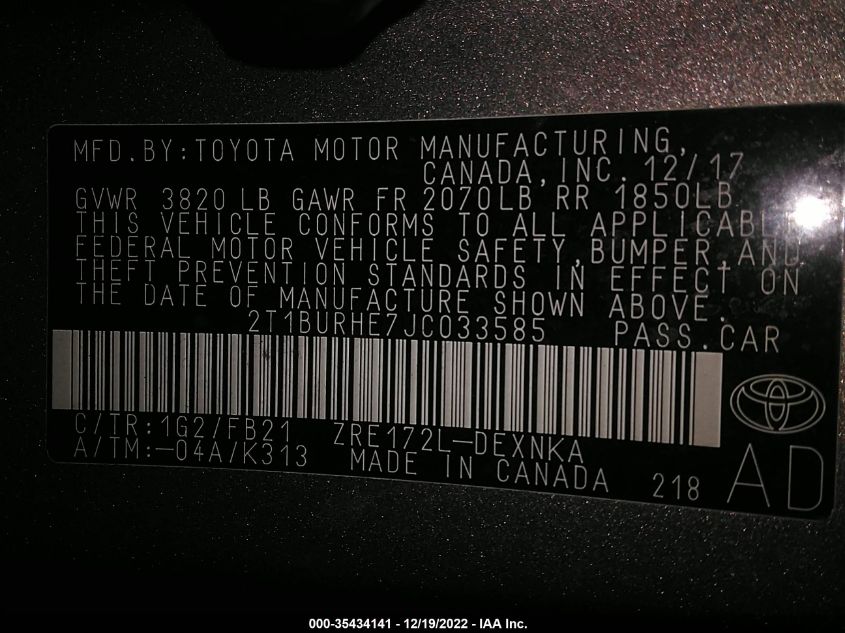 MFD.BY:TOYOTA MOTOR MANUFACTURING,
CANADA,INC. 12/17
GVWR 3820 LB GAWR FR 2070LB RR 1850LB
THIS VEHICLE CONFORMS TO ALL APPLICABLE
FEDERAL MOTOR VEHICLE SAFETY,BUMPER,AND
THEFT PREVENTION STANDARDS IN EFFECT ON
THE DATE OF MANUFACTURE SHOWN ABOVE.
2T1BURHE7JC033585 PASS.CAR
C/TR:1G2/FB21 ZRE172L-DEXNKA
A/TM:-04A/K313 MADE IN CANADA 218 AD
000-35434141 - 12/19/2022 - IAA Inc.